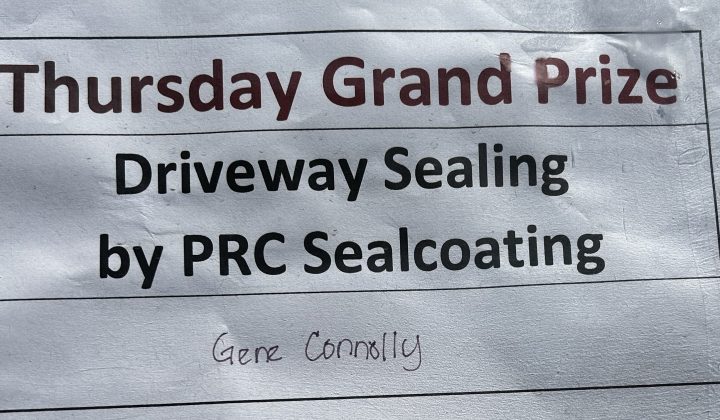 Thursday Grand Prize
Driveway Sealing
by PRC Sealcoating
Gene Connolly